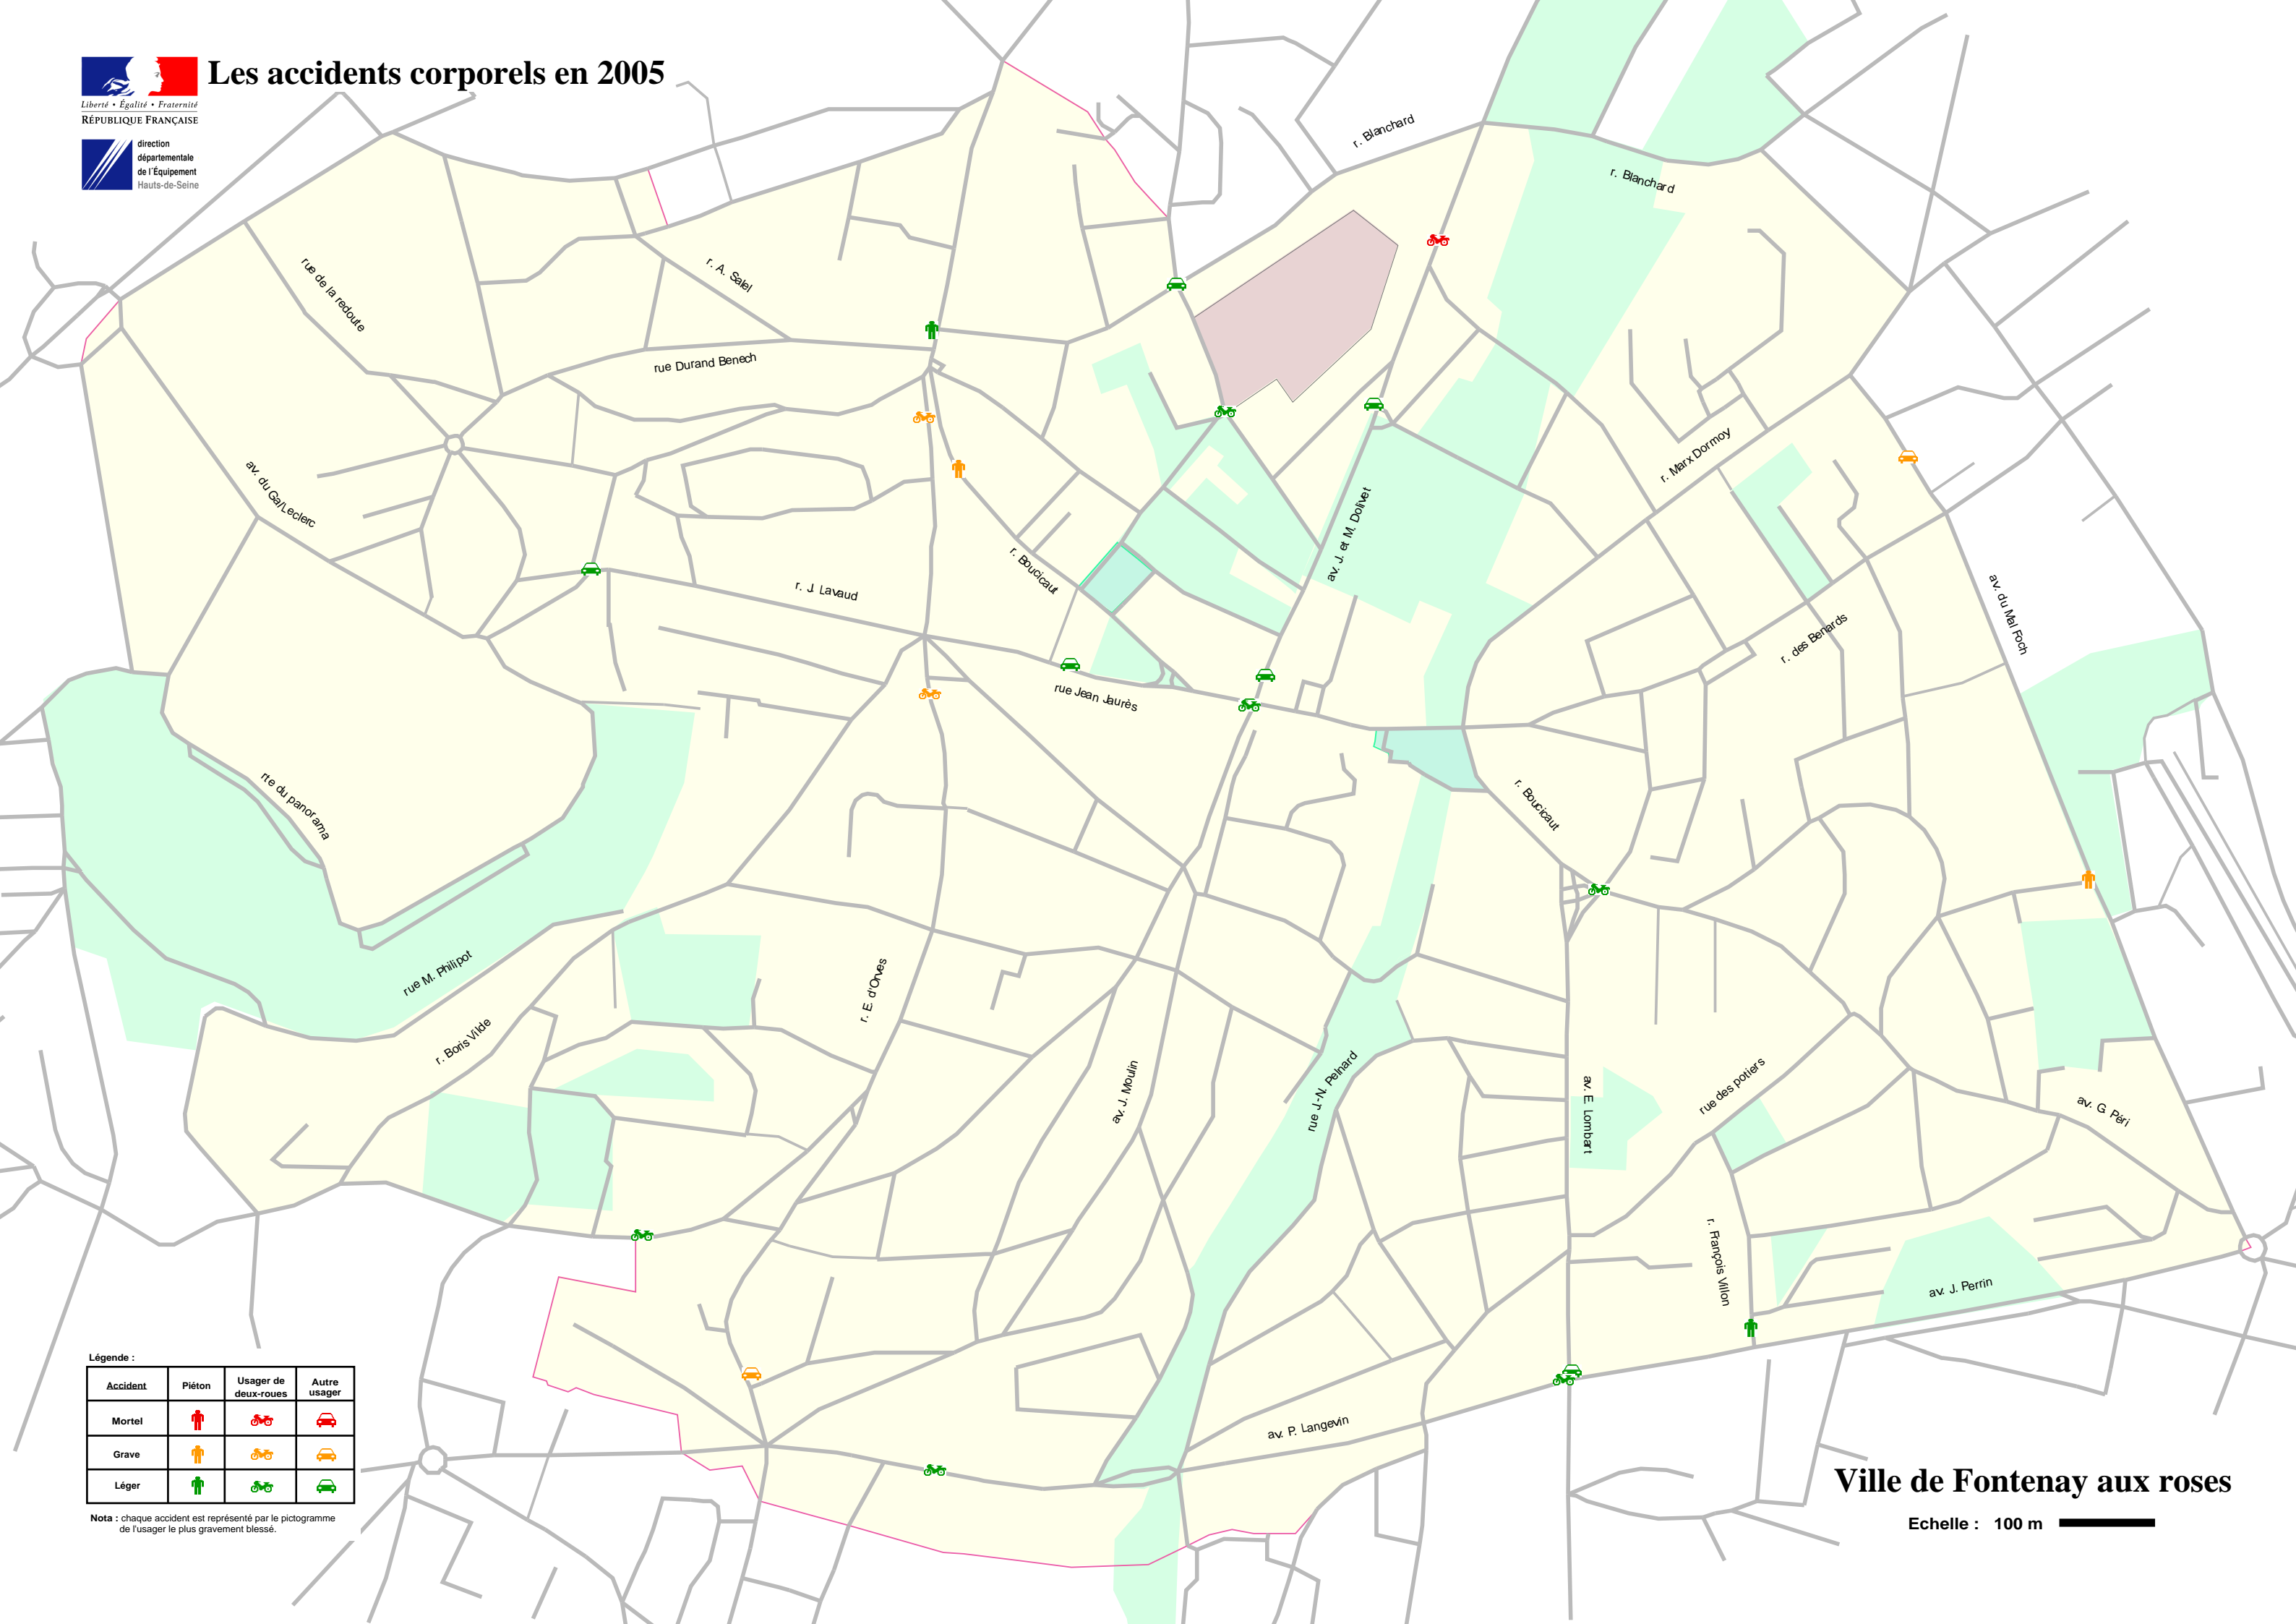 Les accidents corporels en 2005
Liberté • Égalité • Fraternité
RÉPUBLIQUE FRANÇAISE
direction
départementale
de l'Équipement
Hauts-de-Seine
r. Blanchard
r. Blanchard
rue de la redoute
r. A. Salel
rue Durand Benech
av. du Gal Leclerc
r. Marx Dormoy
av. J. et M. Dolivet
r. Boucicaut
r. J. Lavaud
av. du Mal Foch
r. des Benards
rue Jean Jaurès
rte du panorama
r. Boucicaut
rue M. Philipot
r. E. d'Orves
r. Boris Vilde
av. J. Moulin
rue J.-N. Pelnard
av. E. Lombart
rue des potiers
av. G. Péri
r. François Villon
av. J. Perrin
av. P. Langevin
Légende :
Accident Piéton Usager de deux-roues Autre usager
Mortel
Grave
Léger
Nota : chaque accident est représenté par le pictogramme
de l'usager le plus gravement blessé.
Ville de Fontenay aux roses
Echelle : 100 m